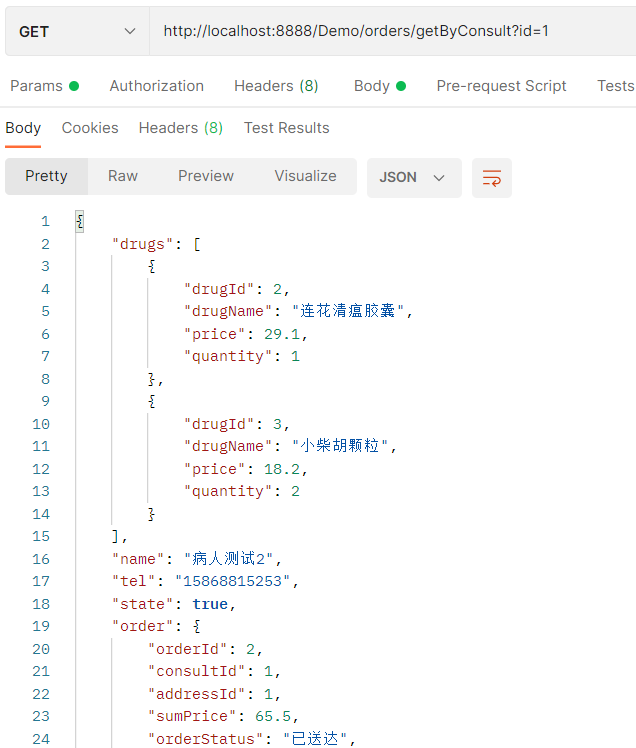 GET http://localhost:8888/Demo/orders/getByConsult?id=1
Params Authorization Headers (8) Body Pre-request Script Tests
Body Cookies Headers (8) Test Results
Pretty Raw Preview Visualize JSON
1 {
2 "drugs": [
3 {
4 "drugId": 2,
5 "drugName": "连花清瘟胶囊",
6 "price": 29.1,
7 "quantity": 1
8 },
9 {
10 "drugId": 3,
11 "drugName": "小柴胡颗粒",
12 "price": 18.2,
13 "quantity": 2
14 }
15 ],
16 "name": "病人测试2",
17 "tel": "15868815253",
18 "state": true,
19 "order": {
20 "orderId": 2,
21 "consultId": 1,
22 "addressId": 1,
23 "sumPrice": 65.5,
24 "orderStatus": "已送达",